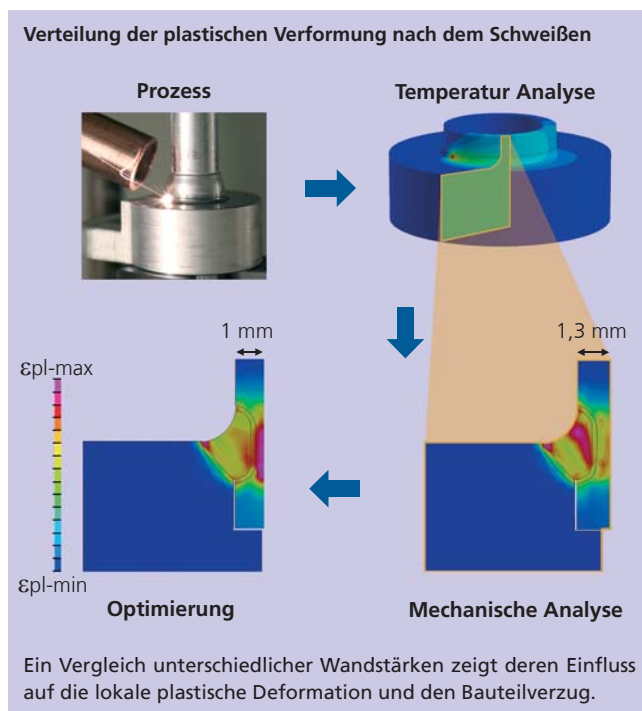 Verteilung der plastischen Verformung nach dem Schweißen
Prozess
Temperatur Analyse
1 mm
1,3 mm
εpl-max
εpl-min
Optimierung
Mechanische Analyse
Ein Vergleich unterschiedlicher Wandstärken zeigt deren Einfluss
auf die lokale plastische Deformation und den Bauteilverzug.